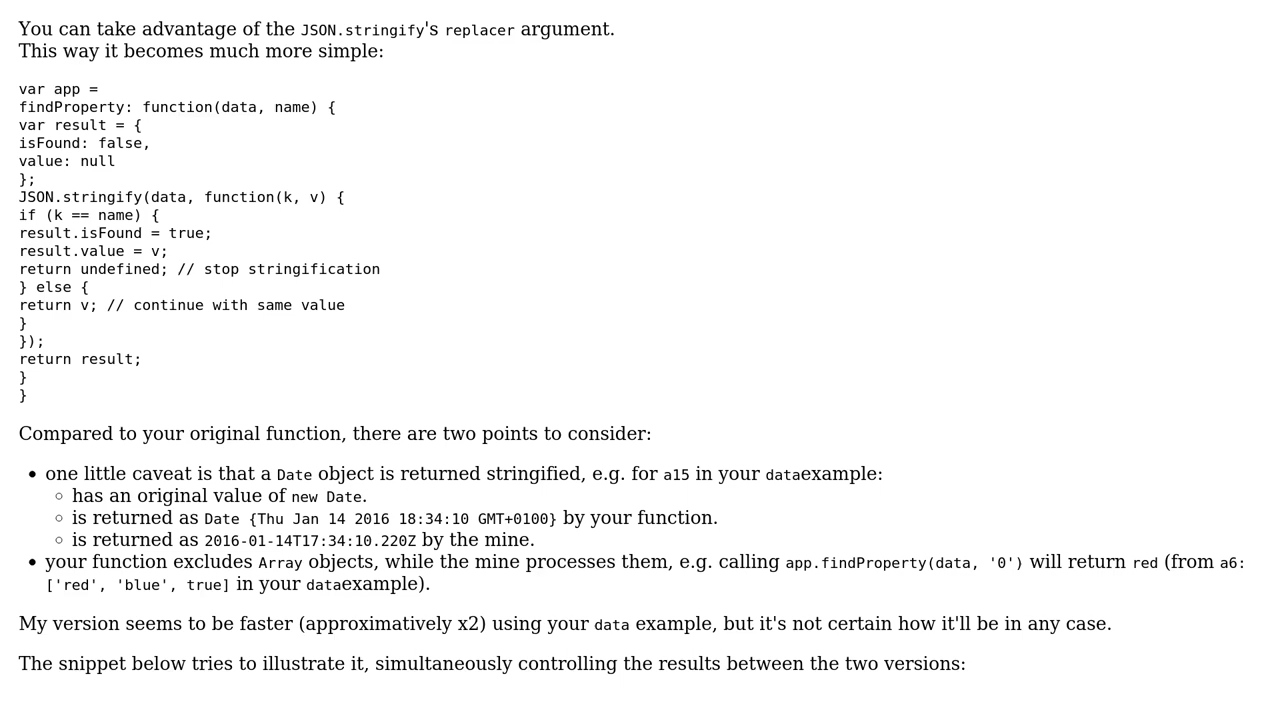 You can take advantage of the JSON.stringify's replacer argument.
This way it becomes much more simple:
var app =
findProperty: function(data, name) {
var result = {
isFound: false,
value: null
};
JSON.stringify(data, function(k, v) {
if (k == name) {
result.isFound = true;
result.value = v;
return undefined; // stop stringification
} else {
return v; // continue with same value
}
});
return result;
}
}
Compared to your original function, there are two points to consider:
• one little caveat is that a Date object is returned stringified, e.g. for a15 in your dataexample:
◦ has an original value of new Date.
◦ is returned as Date {Thu Jan 14 2016 18:34:10 GMT+0100} by your function.
◦ is returned as 2016-01-14T17:34:10.220Z by the mine.
• your function excludes Array objects, while the mine processes them, e.g. calling app.findProperty(data, '0') will return red (from a6:
['red', 'blue', true] in your dataexample).
My version seems to be faster (approximatively x2) using your data example, but it's not certain how it'll be in any case.
The snippet below tries to illustrate it, simultaneously controlling the results between the two versions: